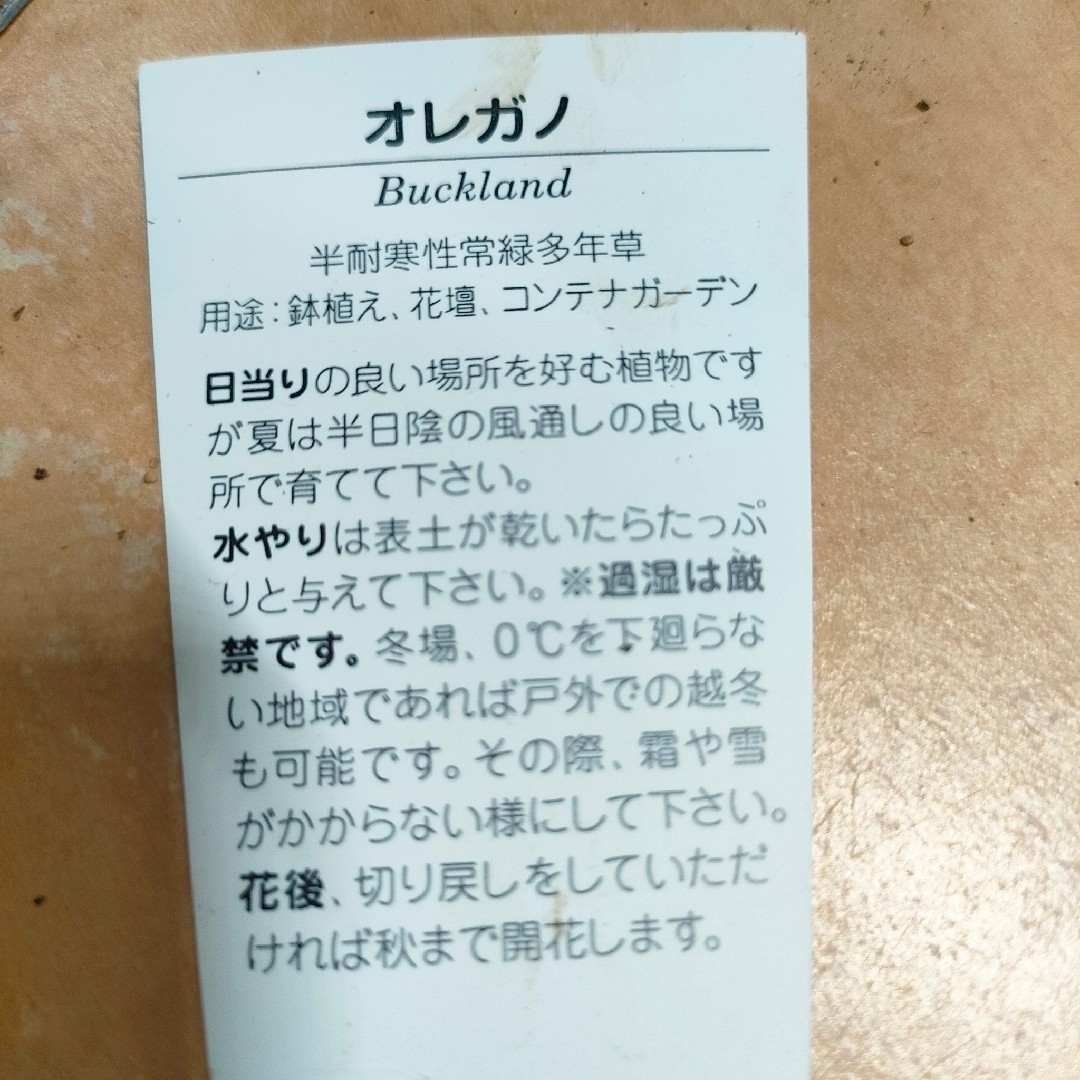 オレガノ
Buckland
半耐寒性常緑多年草
用途：鉢植え、花壇、コンテナガーデン
日当りの良い場所を好む植物です
が夏は半日陰の風通しの良い場
所で育てて下さい。
水やりは表土が乾いたらたっぷ
りと与えて下さい。※過湿は厳
禁です。冬場、0℃を下廻らな
い地域であれば戸外での越冬
も可能です。その際、霜や雪
がかからない様にして下さい。
花後、切り戻しをしていただ
ければ秋まで開花します。